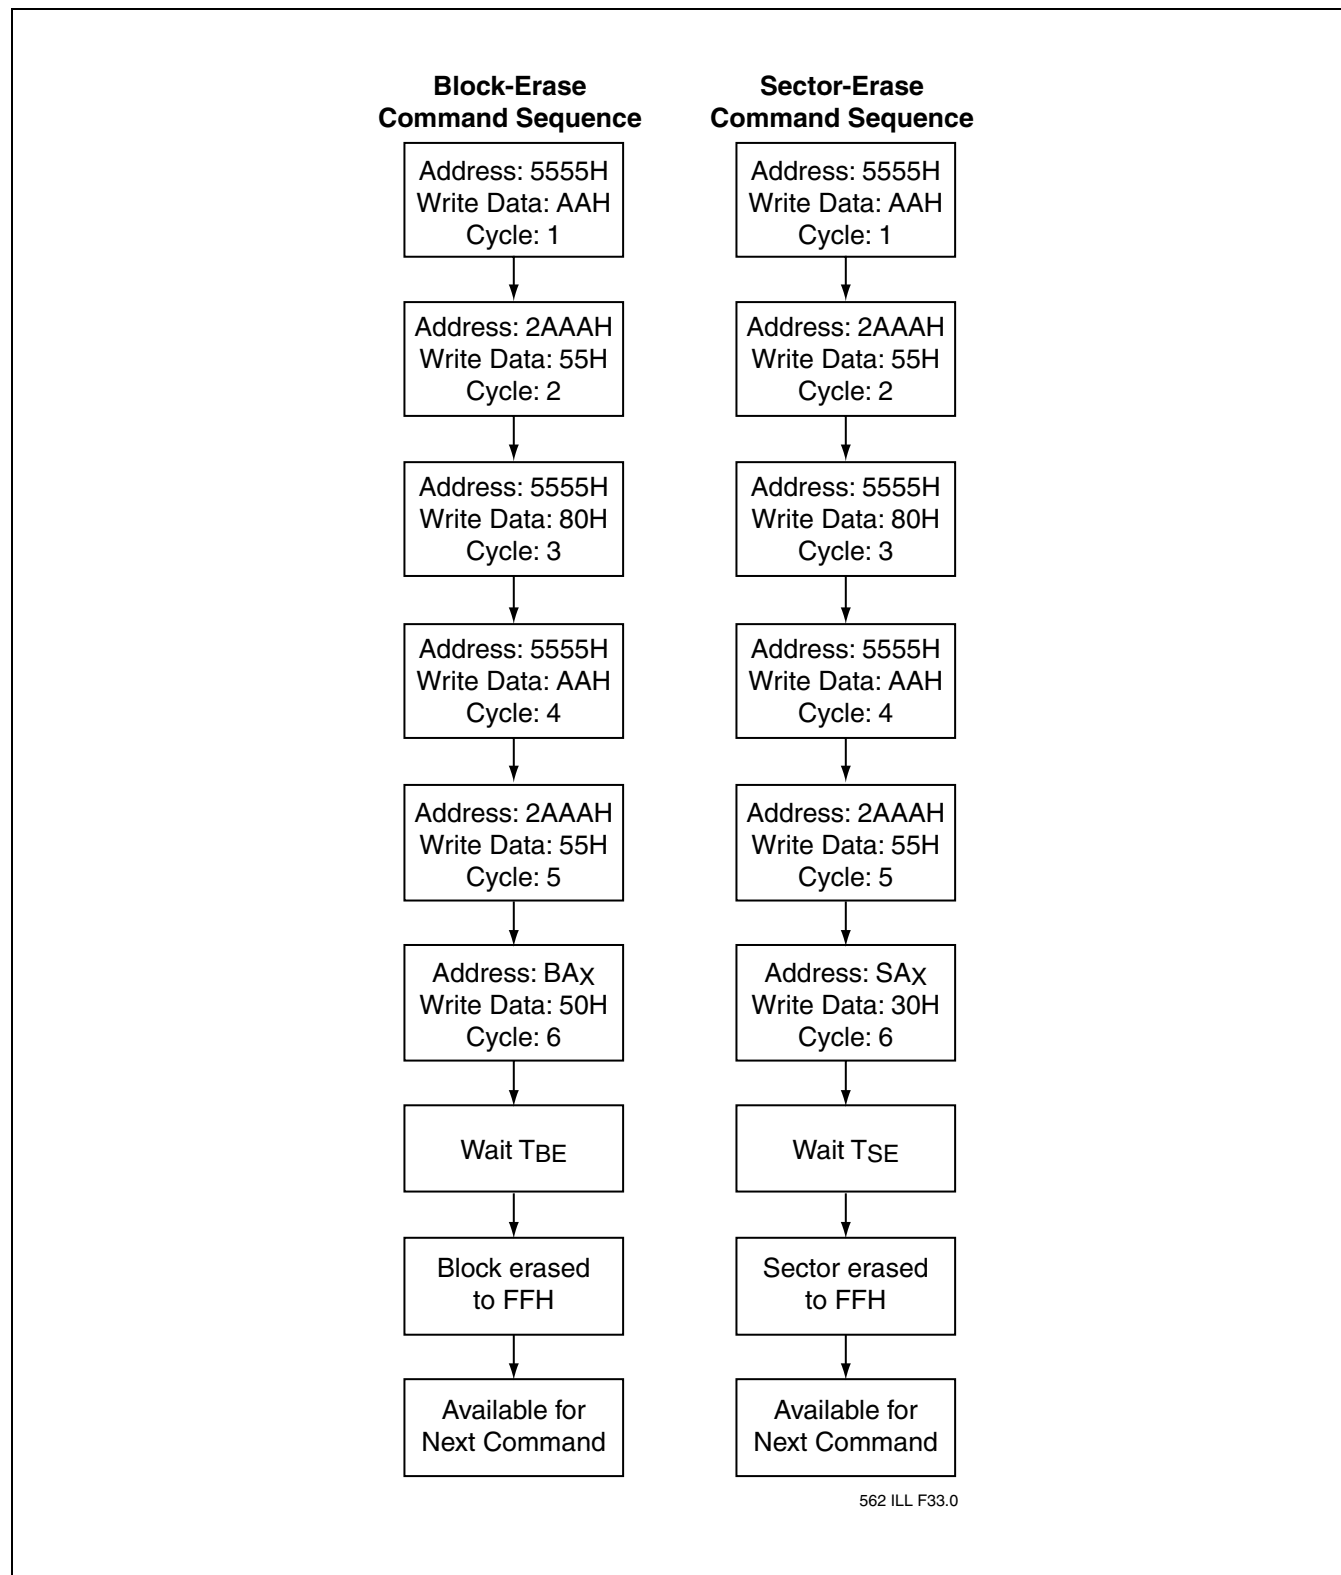 Block-Erase
Command Sequence
Address: 5555H
Write Data: AAH
Cycle: 1
Address: 2AAAH
Write Data: 55H
Cycle: 2
Address: 5555H
Write Data: 80H
Cycle: 3
Address: 5555H
Write Data: AAH
Cycle: 4
Address: 2AAAH
Write Data: 55H
Cycle: 5
Address: BAX
Write Data: 50H
Cycle: 6
Wait TBE
Block erased
to FFH
Available for
Next Command
Sector-Erase
Command Sequence
Address: 5555H
Write Data: AAH
Cycle: 1
Address: 2AAAH
Write Data: 55H
Cycle: 2
Address: 5555H
Write Data: 80H
Cycle: 3
Address: 5555H
Write Data: AAH
Cycle: 4
Address: 2AAAH
Write Data: 55H
Cycle: 5
Address: SAX
Write Data: 30H
Cycle: 6
Wait TSE
Sector erased
to FFH
Available for
Next Command
562 ILL F33.0